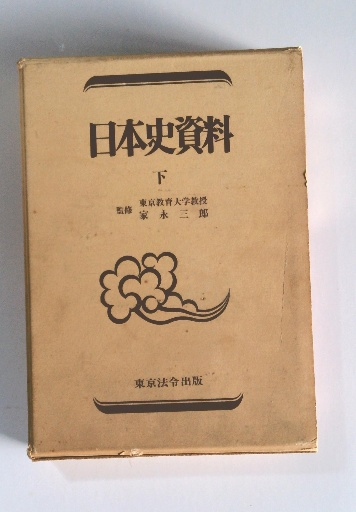 日本史資料
下
監修 東京教育大学教授
家永三郎
東京法令出版